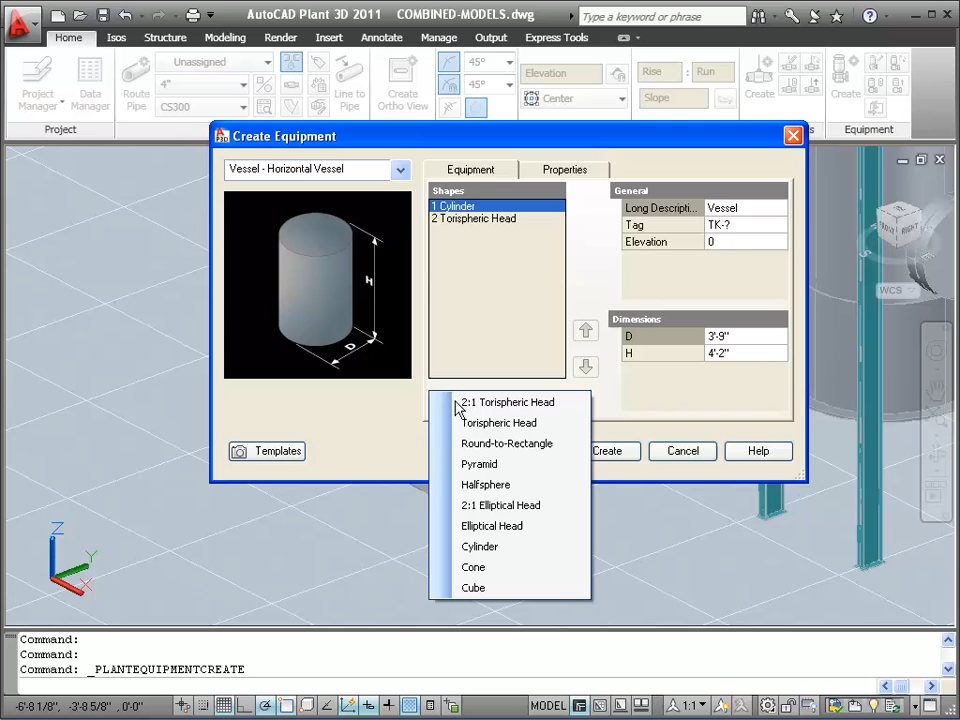 AutoCAD Plant 3D 2011 COMBINED-MODELS.dwg
Type a keyword or phrase
Home Isos Structure Modeling Render Insert Annotate Manage Output Express Tools
Unassigned
4"
CS300
Project Manager
Data Manager
Route Pipe
Line to Pipe
Create Ortho View
45°
45°
Elevation
Center
Rise : Run
Slope
Create
Create
Project
Equipment
Create Equipment
Vessel - Horizontal Vessel
Equipment Properties
Shapes
1 Cylinder
2 Torispheric Head
H
D
General
Long Descripti... Vessel
Tag TK-?
Elevation 0
Dimensions
D 3'-9"
H 4'-2"
2:1 Torispheric Head
Torispheric Head
Round-to-Rectangle
Pyramid
Halfsphere
2:1 Elliptical Head
Elliptical Head
Cylinder
Cone
Cube
Templates
Create Cancel Help
WCS
Z
Y
X
Command:
Command:
Command: _PLANTEQUIPMENTCREATE
-6'-8 1/8", -3'-8 5/8" , 0'-0"
MODEL
1:1